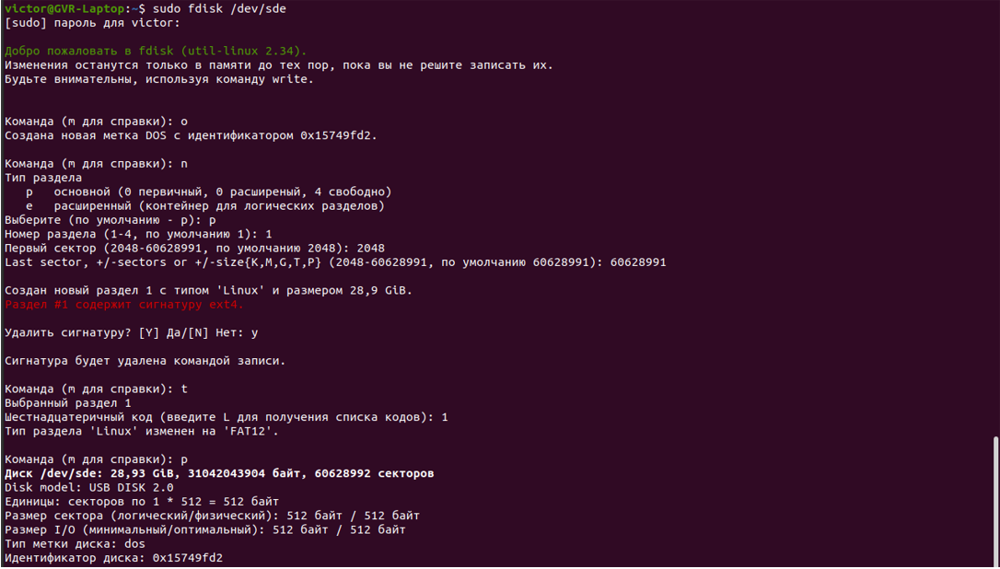 victor@GVR-Laptop:~$ sudo fdisk /dev/sde
[sudo] пароль для victor:
Добро пожаловать в fdisk (util-linux 2.34).
Изменения останутся только в памяти до тех пор, пока вы не решите записать их.
Будьте внимательны, используя команду write.
Команда (m для справки): o
Создана новая метка DOS с идентификатором 0x15749fd2.
Команда (m для справки): n
Тип раздела
p   основной (0 первичный, 0 расширеный, 4 свободно)
e   расширенный (контейнер для логических разделов)
Выберите (по умолчанию - p): p
Номер раздела (1-4, по умолчанию 1): 1
Первый сектор (2048-60628991, по умолчанию 2048): 2048
Last sector, +/-sectors or +/-size{K,M,G,T,P} (2048-60628991, по умолчанию 60628991): 60628991
Создан новый раздел 1 с типом 'Linux' и размером 28,9 GiB.
Раздел #1 содержит сигнатуру ext4.
Удалить сигнатуру? [Y] Да/[N] Нет: y
Сигнатура будет удалена командой записи.
Команда (m для справки): t
Выбранный раздел 1
Шестнадцатеричный код (введите L для получения списка кодов): 1
Тип раздела 'Linux' изменен на 'FAT12'.
Команда (m для справки): p
Диск /dev/sde: 28,93 GiB, 31042043904 байт, 60628992 секторов
Disk model: USB DISK 2.0
Единицы: секторов по 1 * 512 = 512 байт
Размер сектора (логический/физический): 512 байт / 512 байт
Размер I/O (минимальный/оптимальный): 512 байт / 512 байт
Тип метки диска: dos
Идентификатор диска: 0x15749fd2